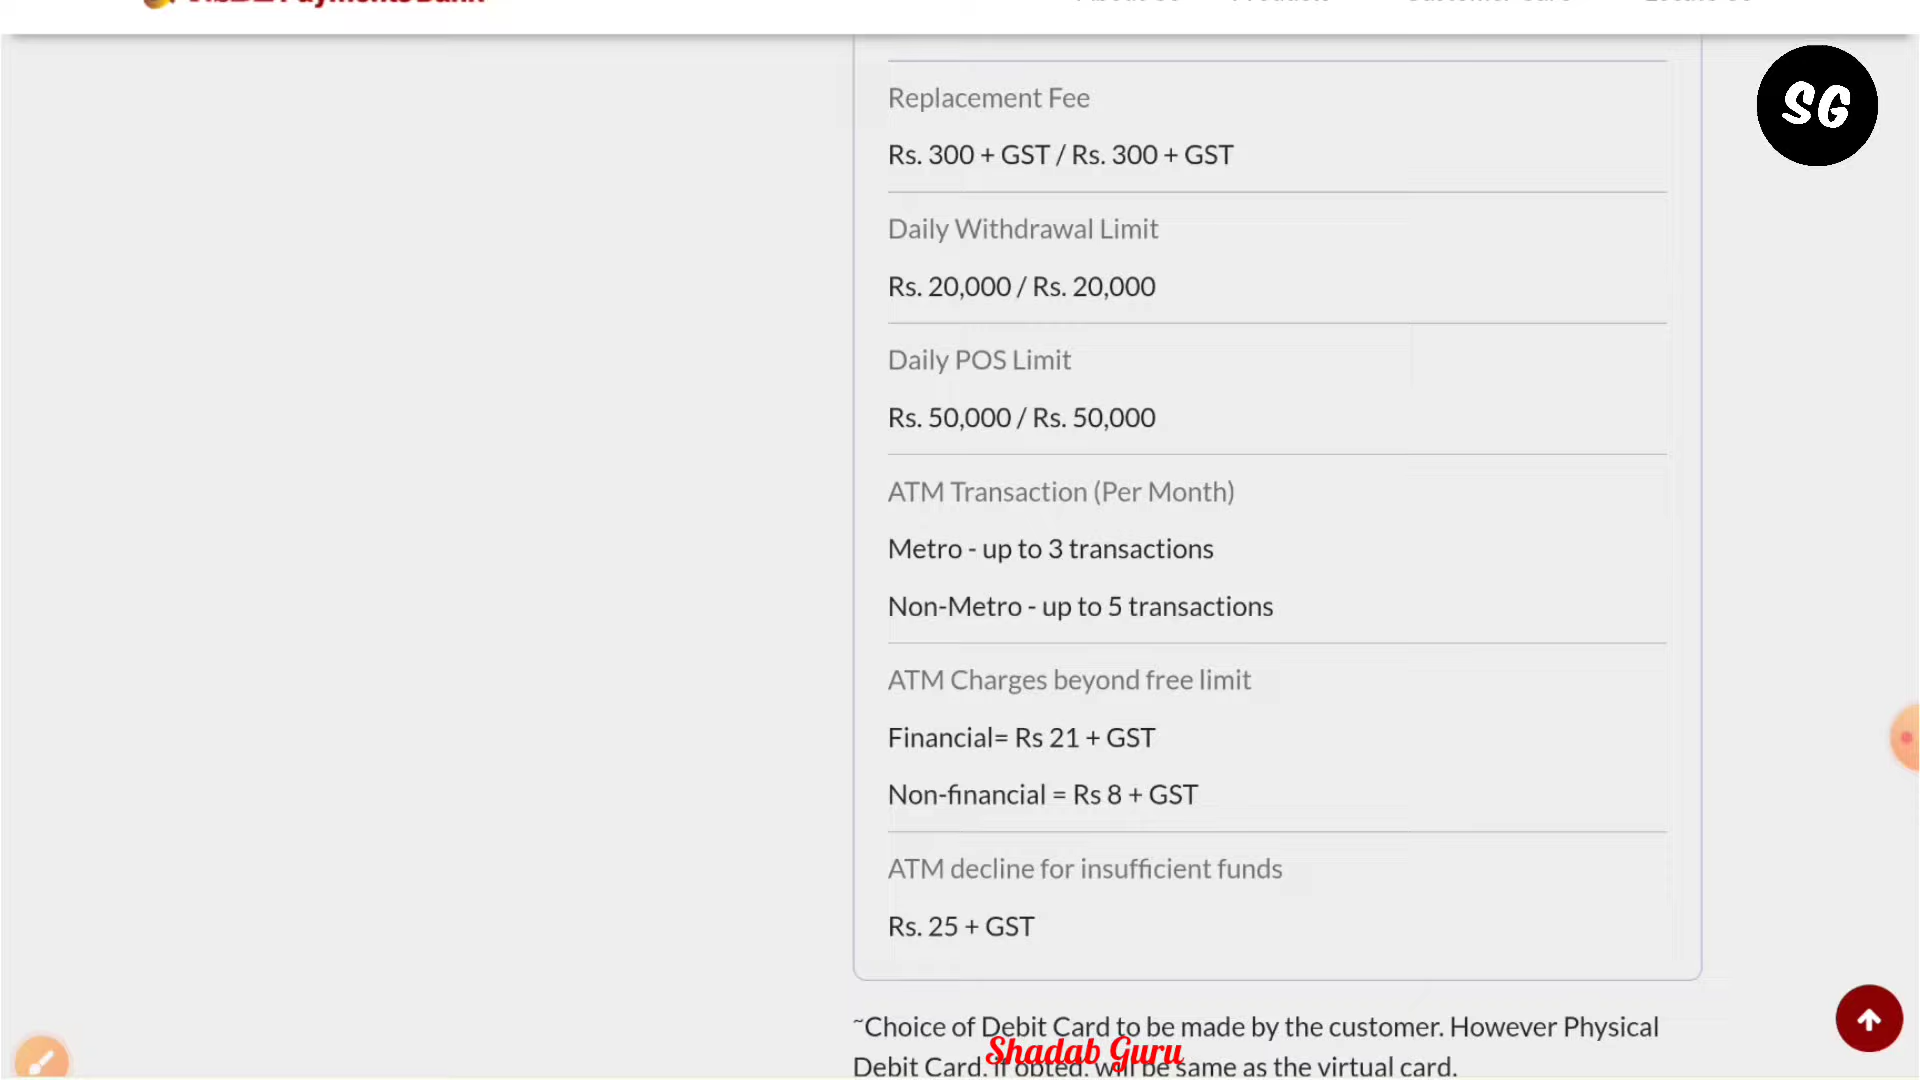 Payments Bank
SG
Replacement Fee
Rs. 300 + GST / Rs. 300 + GST
Daily Withdrawal Limit
Rs. 20,000 / Rs. 20,000
Daily POS Limit
Rs. 50,000 / Rs. 50,000
ATM Transaction (Per Month)
Metro - up to 3 transactions
Non-Metro - up to 5 transactions
ATM Charges beyond free limit
Financial= Rs 21 + GST
Non-financial = Rs 8 + GST
ATM decline for insufficient funds
Rs. 25 + GST
~Choice of Debit Card to be made by the customer. However Physical
Debit Card, if opted, will be same as the virtual card.
Shadab Guru